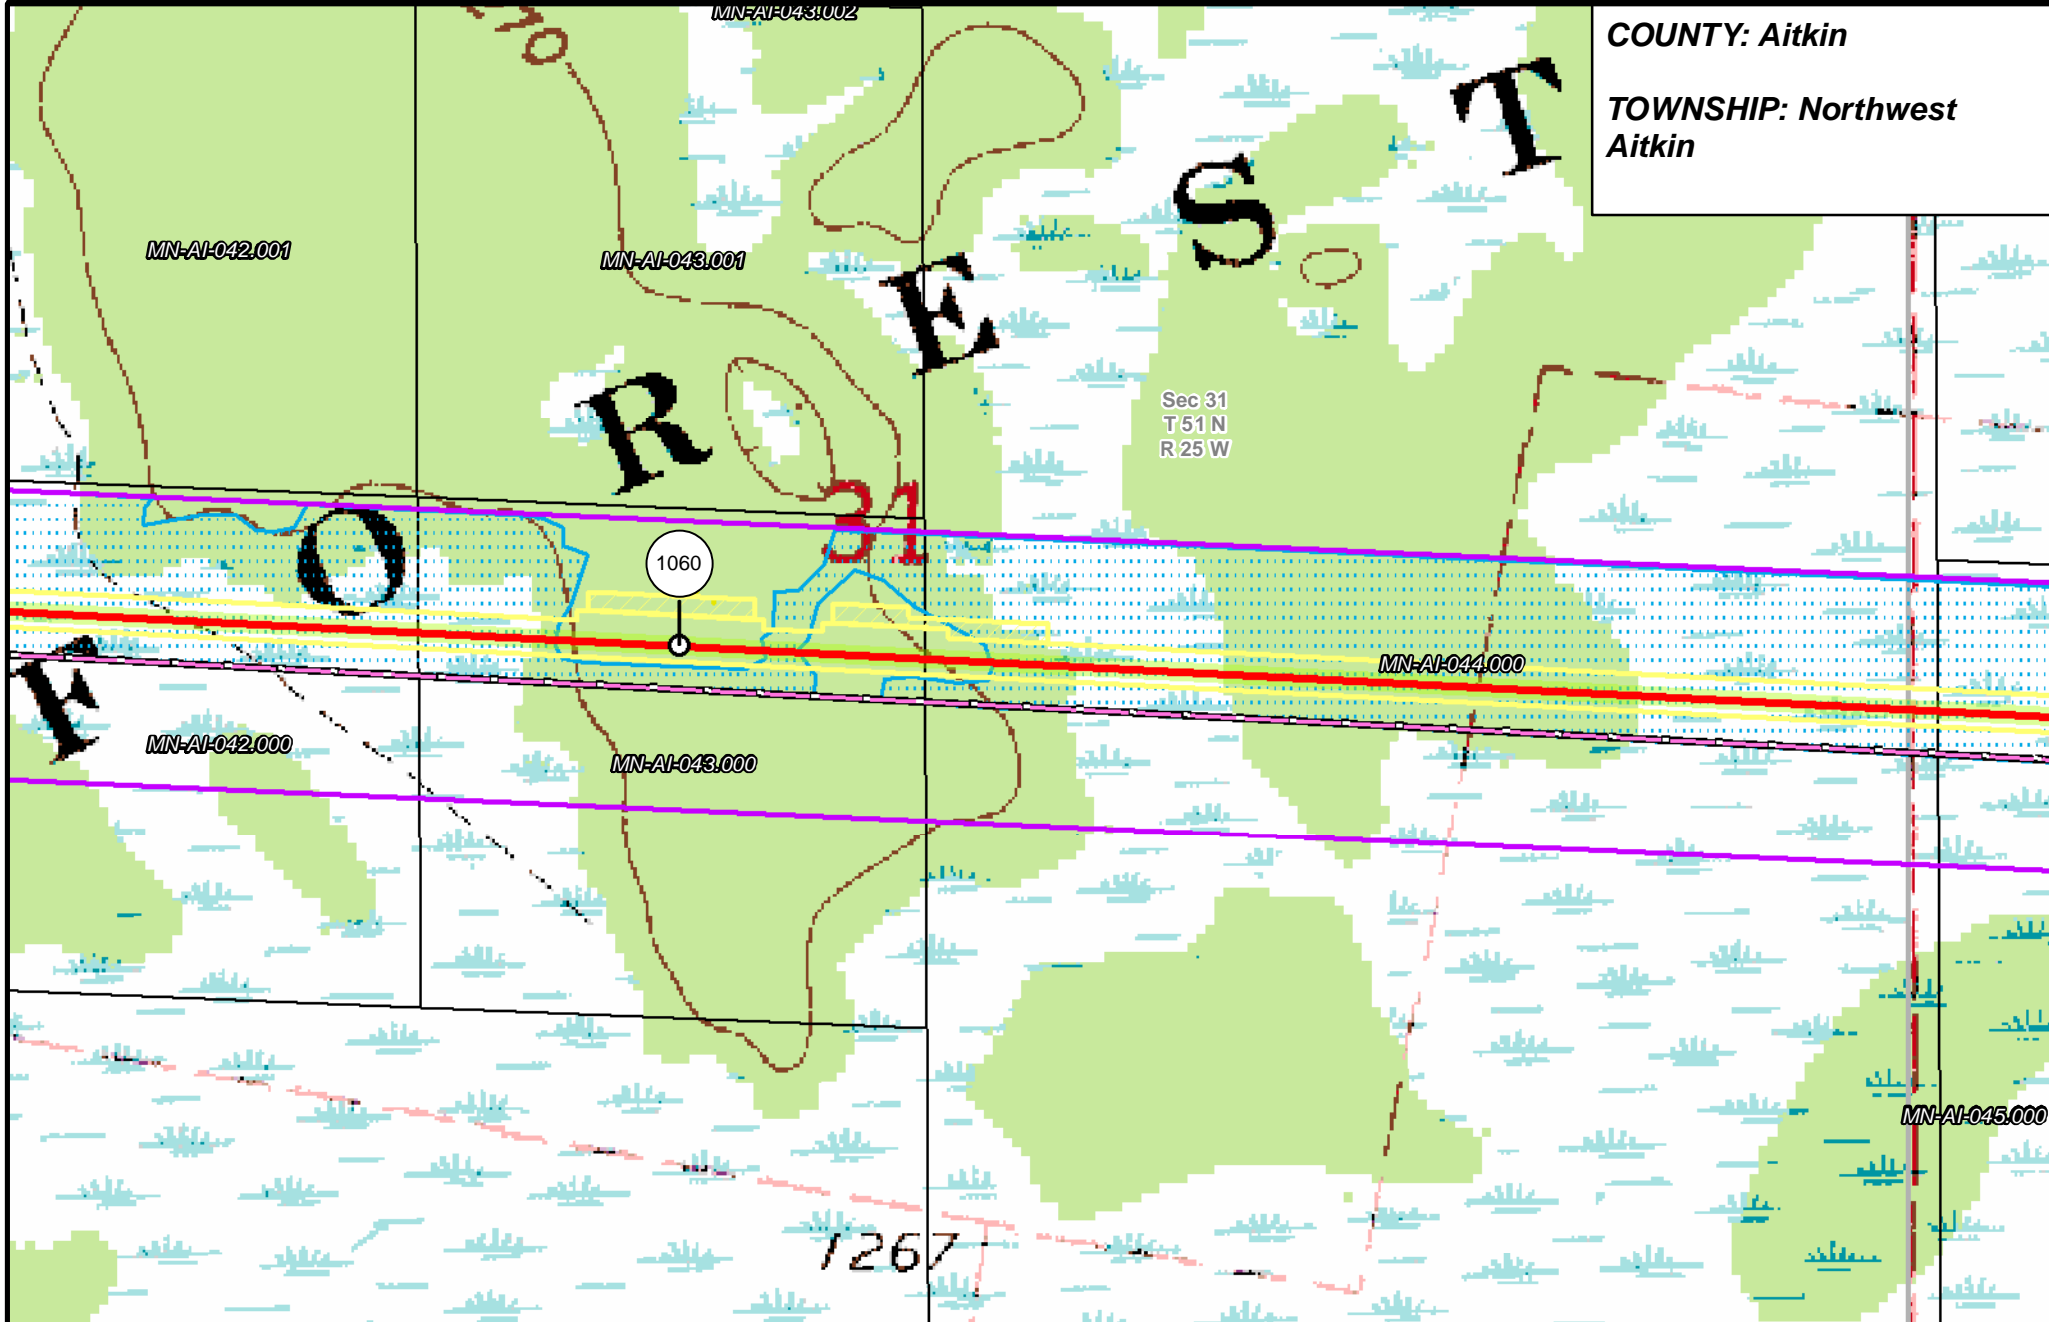 MN-AI-043.002
COUNTY: Aitkin
TOWNSHIP: Northwest
Aitkin
MN-AI-042.001
MN-AI-043.001
F O R E S T
Sec 31
T 51 N
R 25 W
31
1060
MN-AI-044.000
MN-AI-042.000
MN-AI-043.000
MN-AI-045.000
1267